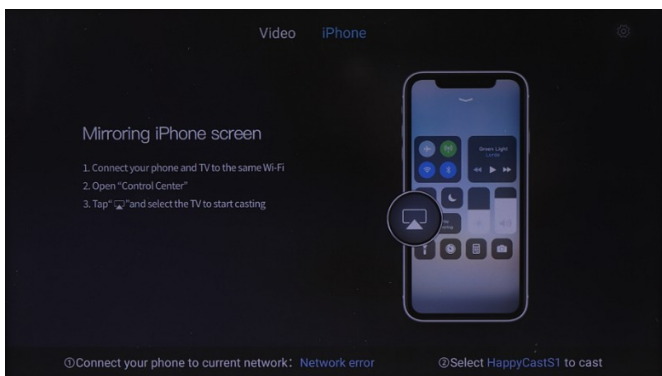 Video iPhone
Mirroring iPhone screen
1. Connect your phone and TV to the same Wi-Fi
2. Open “Control Center”
3. Tap“ ”and select the TV to start casting
Green Light
①Connect your phone to current network: Network error ②Select HappyCastS1 to cast